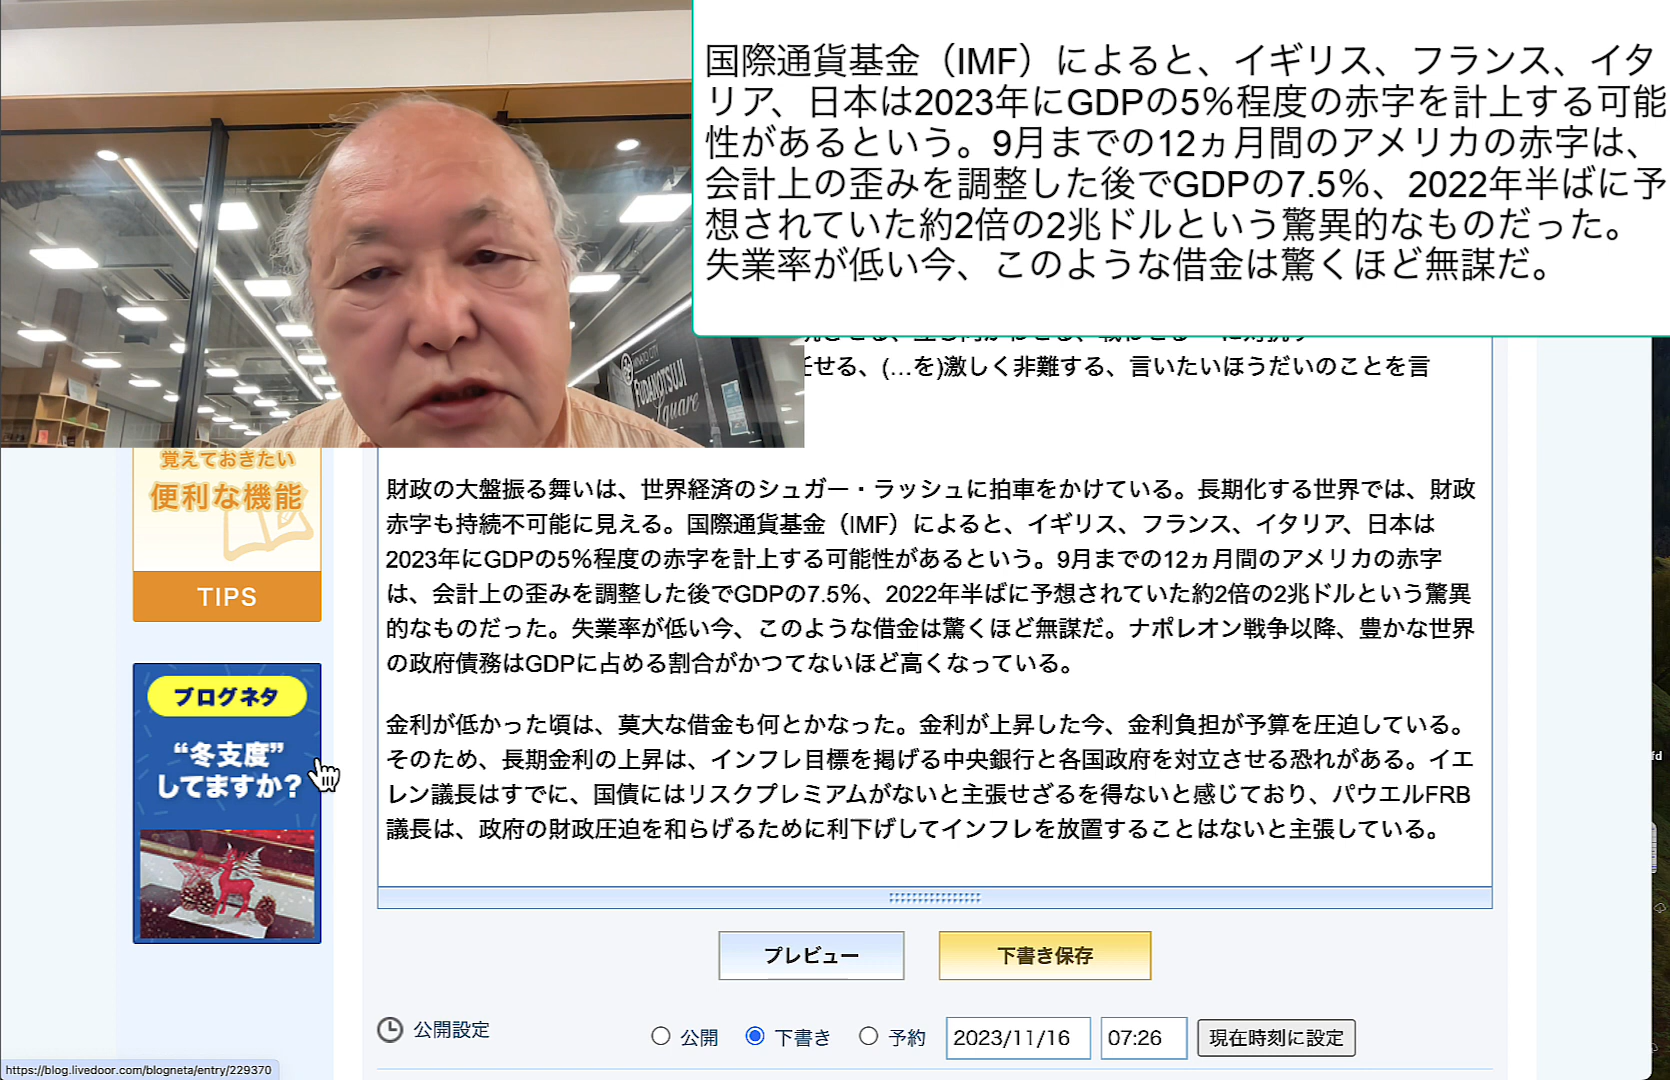 国際通貨基金（IMF）によると、イギリス、フランス、イタ
リア、日本は2023年にGDPの5%程度の赤字を計上する可能
性があるという。9月までの12ヵ月間のアメリカの赤字は、
会計上の歪みを調整した後でGDPの7.5%、2022年半ばに予
想されていた約2倍の2兆ドルという驚異的なものだった。
失業率が低い今、このような借金は驚くほど無謀だ。
せる、(…を)激しく非難する、言いたいほうだいのことを言
MINATO CITY
FUDANOTSUJI
Square
覚えておきたい
便利な機能
TIPS
財政の大盤振る舞いは、世界経済のシュガー・ラッシュに拍車をかけている。長期化する世界では、財政
赤字も持続不可能に見える。国際通貨基金（IMF）によると、イギリス、フランス、イタリア、日本は
2023年にGDPの5%程度の赤字を計上する可能性があるという。9月までの12ヵ月間のアメリカの赤字
は、会計上の歪みを調整した後でGDPの7.5%、2022年半ばに予想されていた約2倍の2兆ドルという驚異
的なものだった。失業率が低い今、このような借金は驚くほど無謀だ。ナポレオン戦争以降、豊かな世界
の政府債務はGDPに占める割合がかつてないほど高くなっている。
金利が低かった頃は、莫大な借金も何とかなった。金利が上昇した今、金利負担が予算を圧迫している。
そのため、長期金利の上昇は、インフレ目標を掲げる中央銀行と各国政府を対立させる恐れがある。イエ
レン議長はすでに、国債にはリスクプレミアムがないと主張せざるを得ないと感じており、パウエルFRB
議長は、政府の財政圧迫を和らげるために利下げしてインフレを放置することはないと主張している。
ブログネタ
“冬支度”
してますか？
プレビュー
下書き保存
公開設定
公開
下書き
予約
2023/11/16
07:26
現在時刻に設定
fd
https://blog.livedoor.com/blogneta/entry/229370